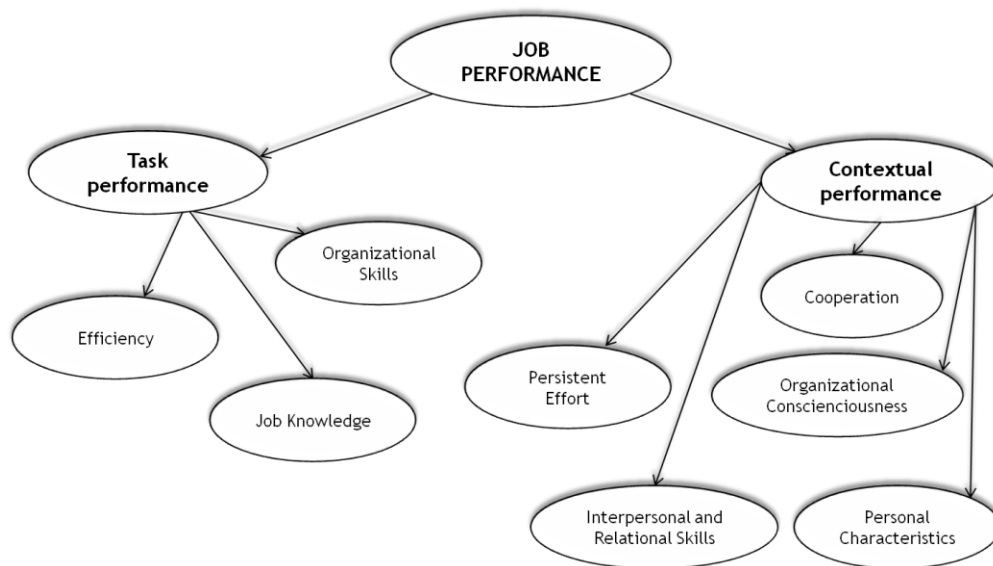 JOB
PERFORMANCE
Task
performance
Contextual
performance
Organizational
Skills
Cooperation
Efficiency
Persistent
Effort
Organizational
Conscienciousness
Job Knowledge
Interpersonal and
Relational Skills
Personal
Characteristics